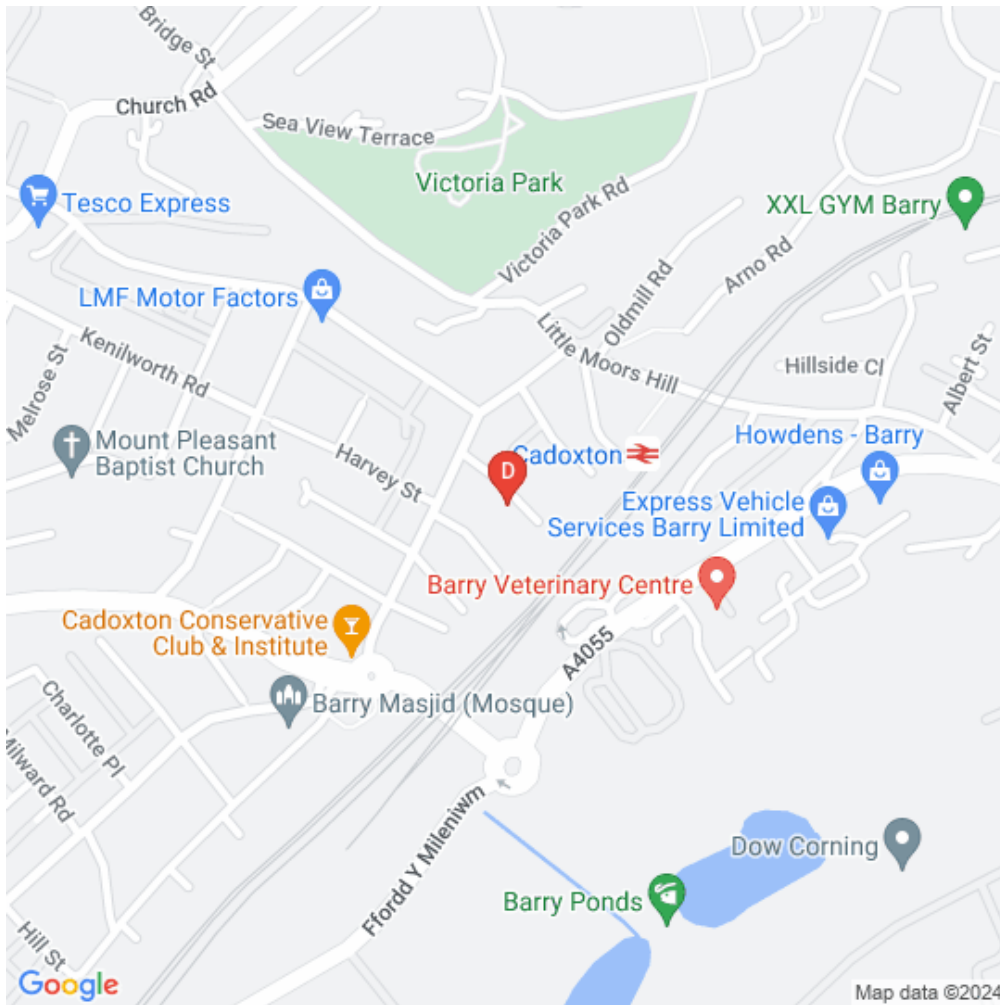 Bridge St
Church Rd
Sea View Terrace
Victoria Park
Tesco Express
XXL GYM Barry
Victoria Park Rd
Arno Rd
Oldmill Rd
LMF Motor Factors
Little Moors Hill
Kenilworth Rd
Melrose St
Hillside Cl
Albert St
Howdens - Barry
Mount Pleasant
Baptist Church
Harvey St
Cadoxton
D
Express Vehicle
Services Barry Limited
Barry Veterinary Centre
Cadoxton Conservative
Club & Institute
A4055
Barry Masjid (Mosque)
Charlotte Pl
Milward Rd
Ffordd Y Mileniwm
Dow Corning
Barry Ponds
Hill St
Google
Map data ©2024